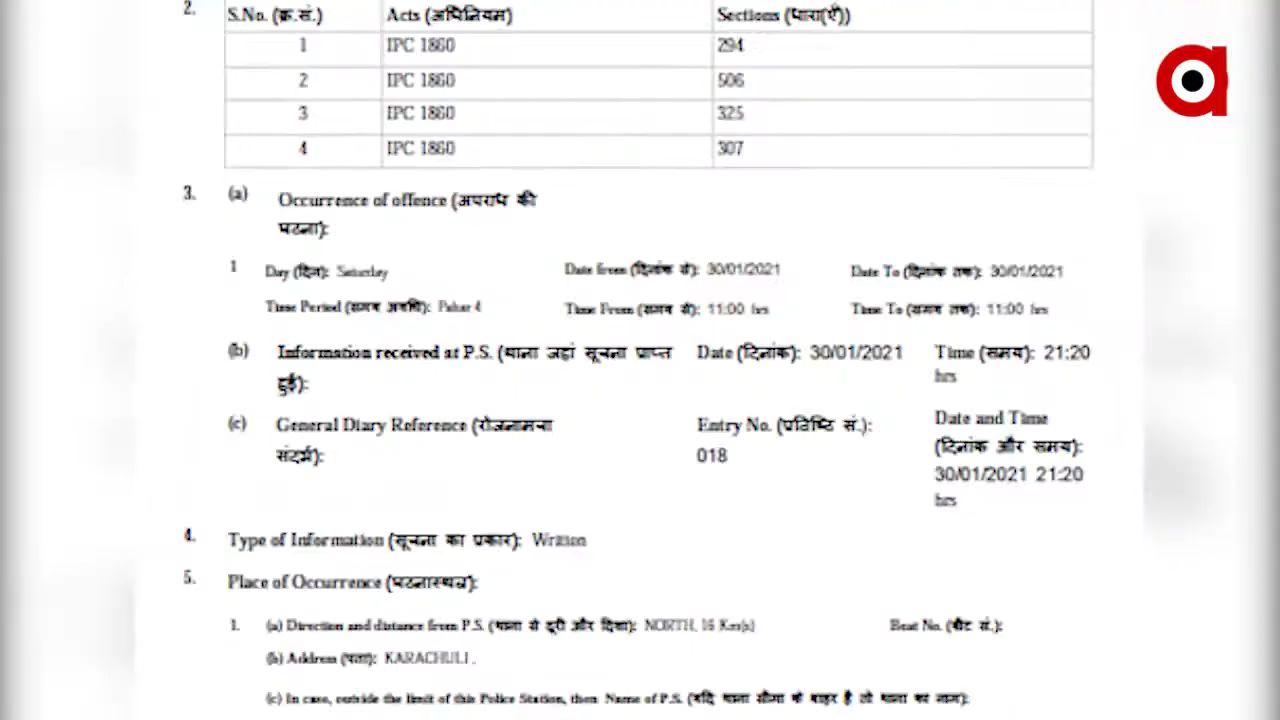 2. S.No. (क्र.सं.) Acts (अधिनियम) Sections (धारा(एँ))
1 IPC 1860 294
2 IPC 1860 506
3 IPC 1860 325
4 IPC 1860 307
3. (a) Occurrence of offence (अपराध की
घटना):
1 Day (दिन): Saturday Date from (दिनांक से): 30/01/2021 Date To (दिनांक तक): 30/01/2021
Time Period (समय अवधि): Pahar 4 Time From (समय से): 11:00 hrs Time To (समय तक): 11:00 hrs
(b) Information received at P.S. (थाना जहां सूचना प्राप्त Date (दिनांक): 30/01/2021 Time (समय): 21:20
हुई): hrs
(c) General Diary Reference (रोजनामचा Entry No. (प्रविष्टि सं.): Date and Time
संदर्भ): 018 (दिनांक और समय):
30/01/2021 21:20
hrs
4. Type of Information (सूचना का प्रकार): Written
5. Place of Occurrence (घटनास्थल):
1. (a) Direction and distance from P.S. (थाना से दूरी और दिशा): NORTH, 16 Km(s) Beat No. (बीट सं.):
(b) Address (पता): KARACHULI ,
(c) In case, outside the limit of this Police Station, then Name of P.S. (यदि थाना सीमा के बाहर है तो थाना का नाम):